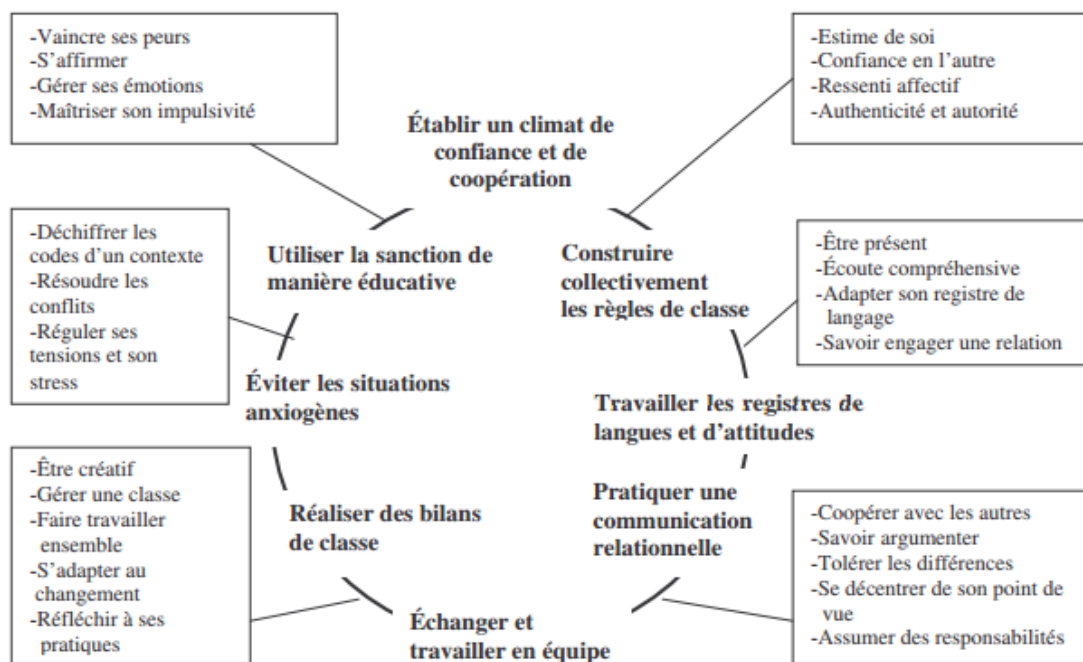 -Vaincre ses peurs
-S'affirmer
-Gérer ses émotions
-Maîtriser son impulsivité
-Estime de soi
-Confiance en l'autre
-Ressenti affectif
-Authenticité et autorité
Établir un climat de
confiance et de
coopération
-Déchiffrer les
codes d'un contexte
-Résoudre les
conflits
-Réguler ses
tensions et son
stress
Utiliser la sanction de
manière éducative
Construire
collectivement
les règles de classe
-Être présent
-Écoute compréhensive
-Adapter son registre de
langage
-Savoir engager une relation
Éviter les situations
anxiogènes
Travailler les registres de
langues et d'attitudes
-Être créatif
-Gérer une classe
-Faire travailler
ensemble
-S'adapter au
changement
-Réfléchir à ses
pratiques
Réaliser des bilans
de classe
Pratiquer une
communication
relationnelle
-Coopérer avec les autres
-Savoir argumenter
-Tolérer les différences
-Se décentrer de son point de
vue
-Assumer des responsabilités
Échanger et
travailler en équipe